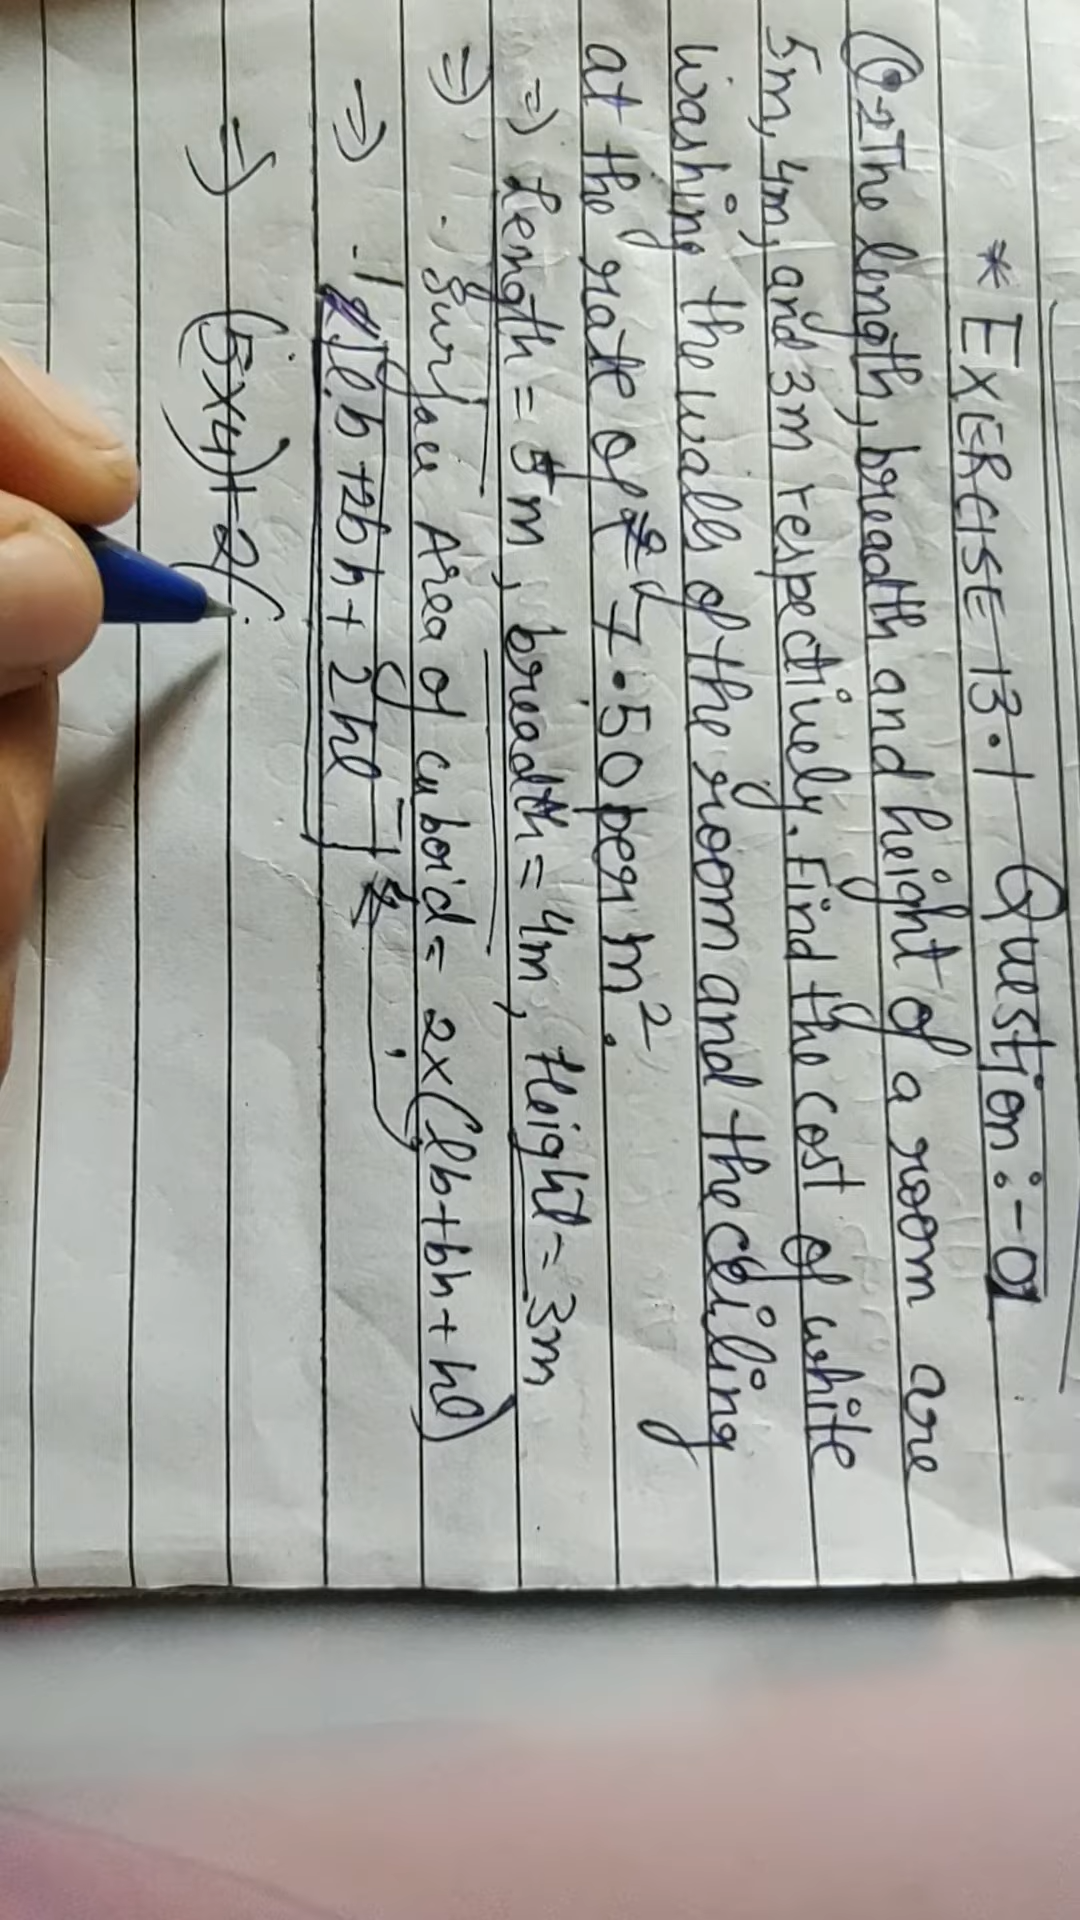 * EXERCISE 13.1 Question :- 01
Q.2 The length, breadth and height of a room are
5m, 4m, and 3m respectively. Find the cost of white
washing the walls of the room and the ceiling
at the rate of ₹ 7.50 per m²
⇒ Length = 5m, breadth = 4m, Height = 3m
⇒ Surface Area of cuboid = 2×(lb+bh+hl)
⇒ lb+2bh+2hl
⇒ (5×4)+2(